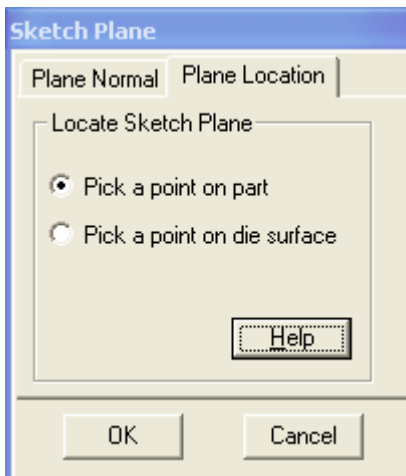 Sketch Plane
Plane Normal Plane Location
Locate Sketch Plane
Pick a point on part
Pick a point on die surface
Help
OK Cancel